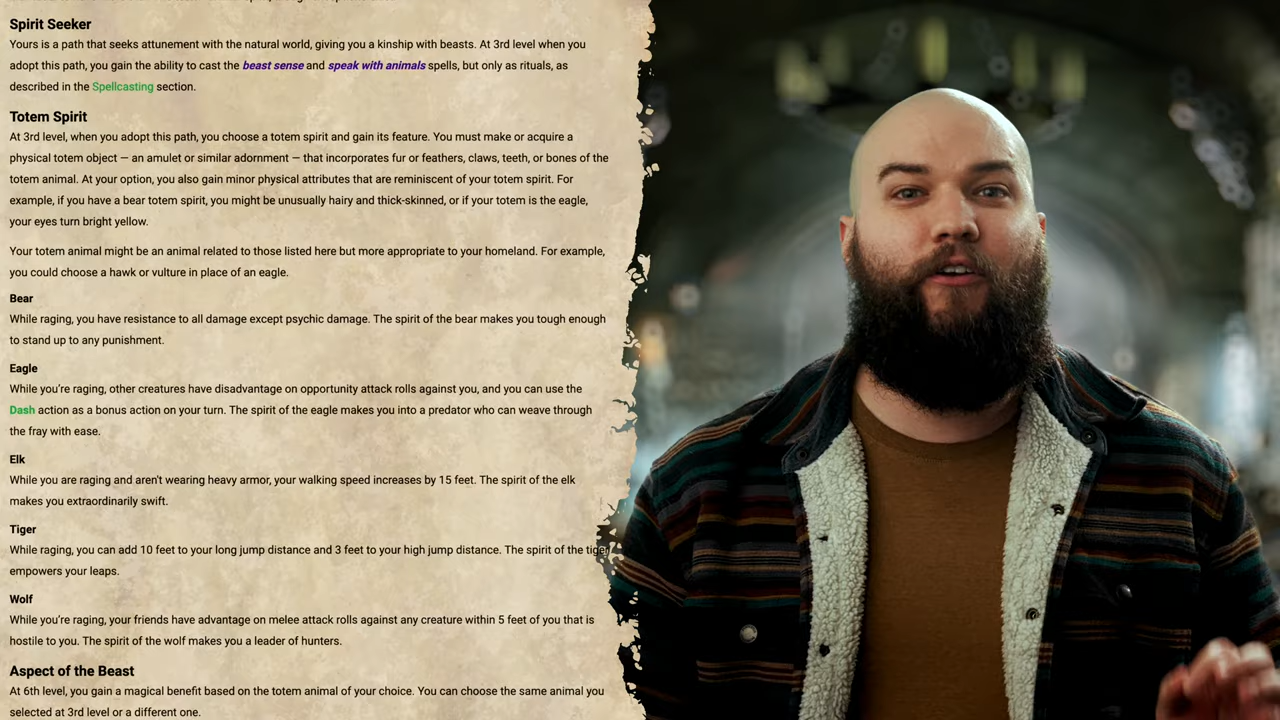 Spirit Seeker
Yours is a path that seeks attunement with the natural world, giving you a kinship with beasts. At 3rd level when you
adopt this path, you gain the ability to cast the beast sense and speak with animals spells, but only as rituals, as
described in the Spellcasting section.
Totem Spirit
At 3rd level, when you adopt this path, you choose a totem spirit and gain its feature. You must make or acquire a
physical totem object — an amulet or similar adornment — that incorporates fur or feathers, claws, teeth, or bones of the
totem animal. At your option, you also gain minor physical attributes that are reminiscent of your totem spirit. For
example, if you have a bear totem spirit, you might be unusually hairy and thick-skinned, or if your totem is the eagle,
your eyes turn bright yellow.
Your totem animal might be an animal related to those listed here but more appropriate to your homeland. For example,
you could choose a hawk or vulture in place of an eagle.
Bear
While raging, you have resistance to all damage except psychic damage. The spirit of the bear makes you tough enough
to stand up to any punishment.
Eagle
While you're raging, other creatures have disadvantage on opportunity attack rolls against you, and you can use the
Dash action as a bonus action on your turn. The spirit of the eagle makes you into a predator who can weave through
the fray with ease.
Elk
While you are raging and aren't wearing heavy armor, your walking speed increases by 15 feet. The spirit of the elk
makes you extraordinarily swift.
Tiger
While raging, you can add 10 feet to your long jump distance and 3 feet to your high jump distance. The spirit of the tiger
empowers your leaps.
Wolf
While you're raging, your friends have advantage on melee attack rolls against any creature within 5 feet of you that is
hostile to you. The spirit of the wolf makes you a leader of hunters.
Aspect of the Beast
At 6th level, you gain a magical benefit based on the totem animal of your choice. You can choose the same animal you
selected at 3rd level or a different one.